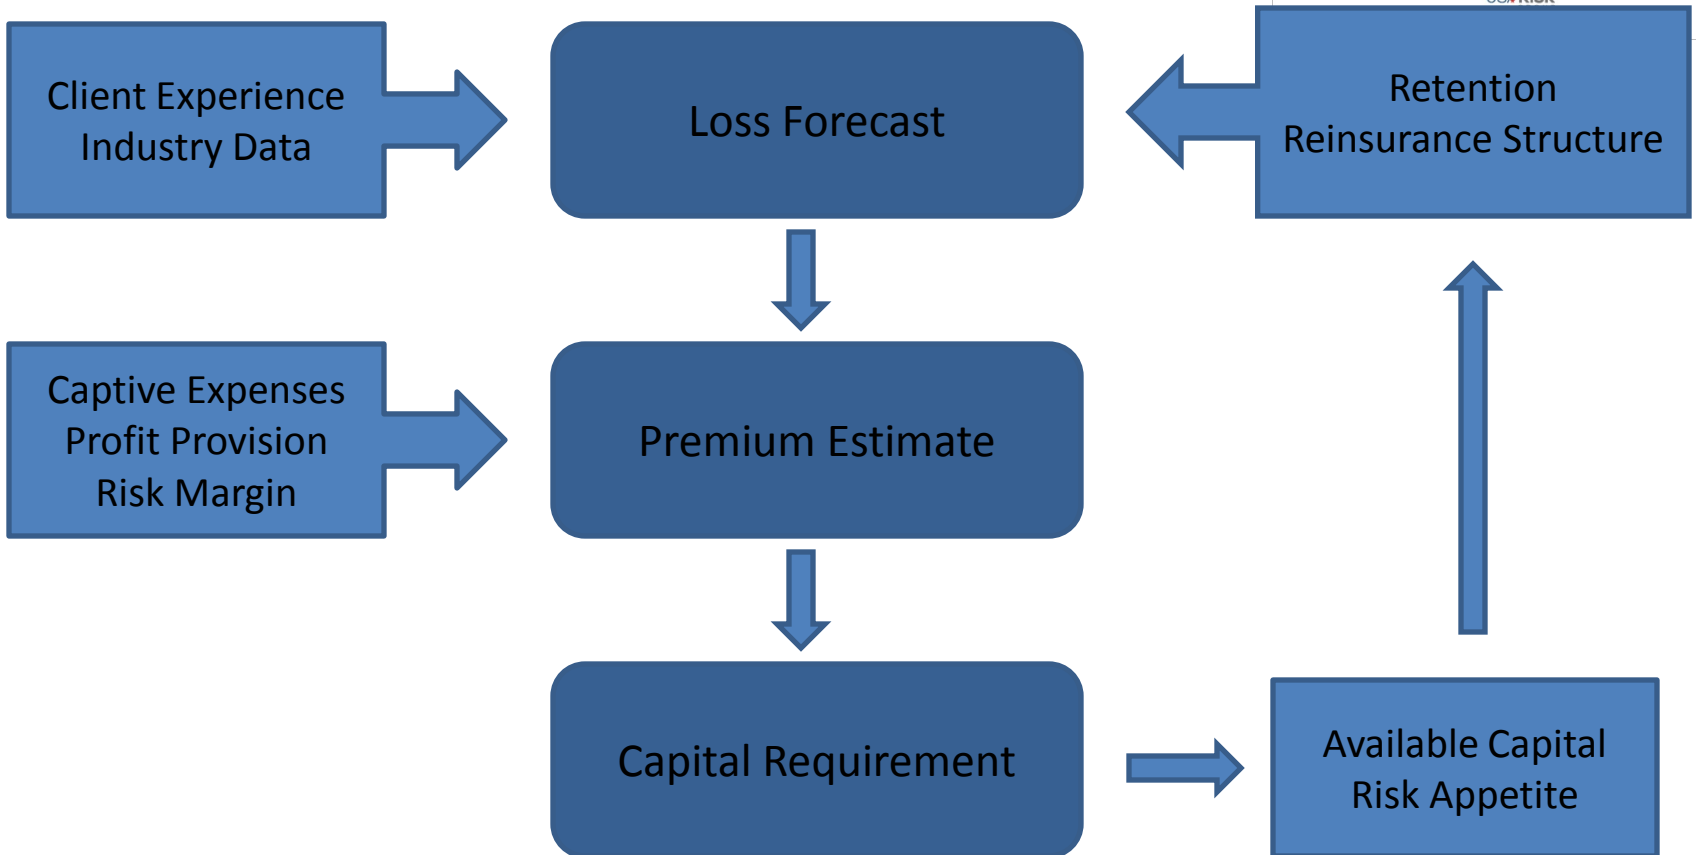 Client Experience
Industry Data
Loss Forecast
Retention
Reinsurance Structure
Captive Expenses
Profit Provision
Risk Margin
Premium Estimate
Capital Requirement
Available Capital
Risk Appetite